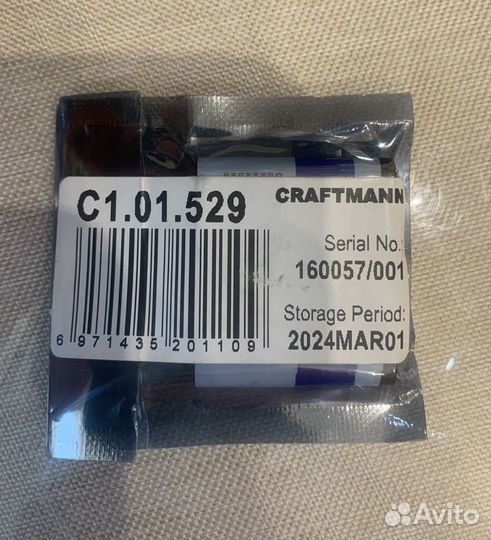 C1.01.529
CRAFTMANN
Serial No.:
160057/001
Storage Period:
2024MAR01
6 971435 201109
Avito